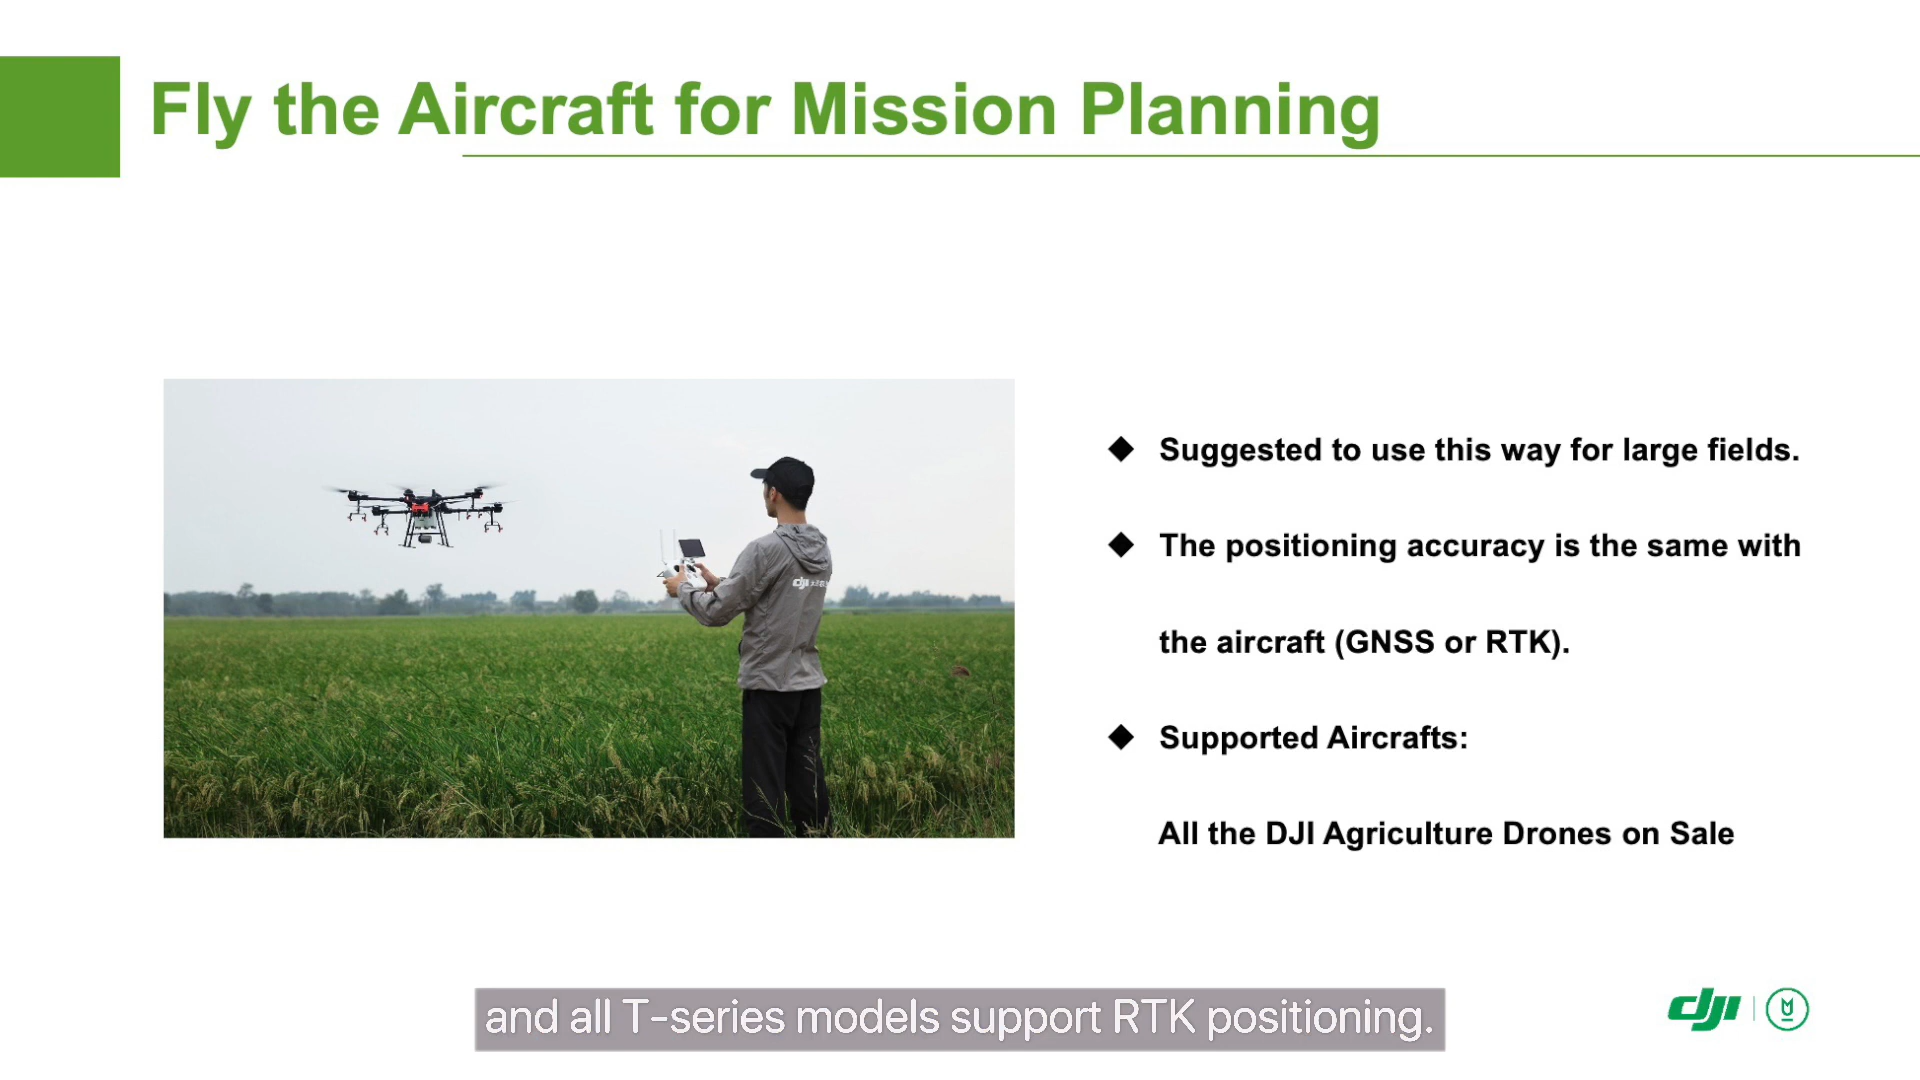 Fly the Aircraft for Mission Planning
◆ Suggested to use this way for large fields.
◆ The positioning accuracy is the same with
the aircraft (GNSS or RTK).
◆ Supported Aircrafts:
All the DJI Agriculture Drones on Sale
dji
and all T-series models support RTK positioning.
dji